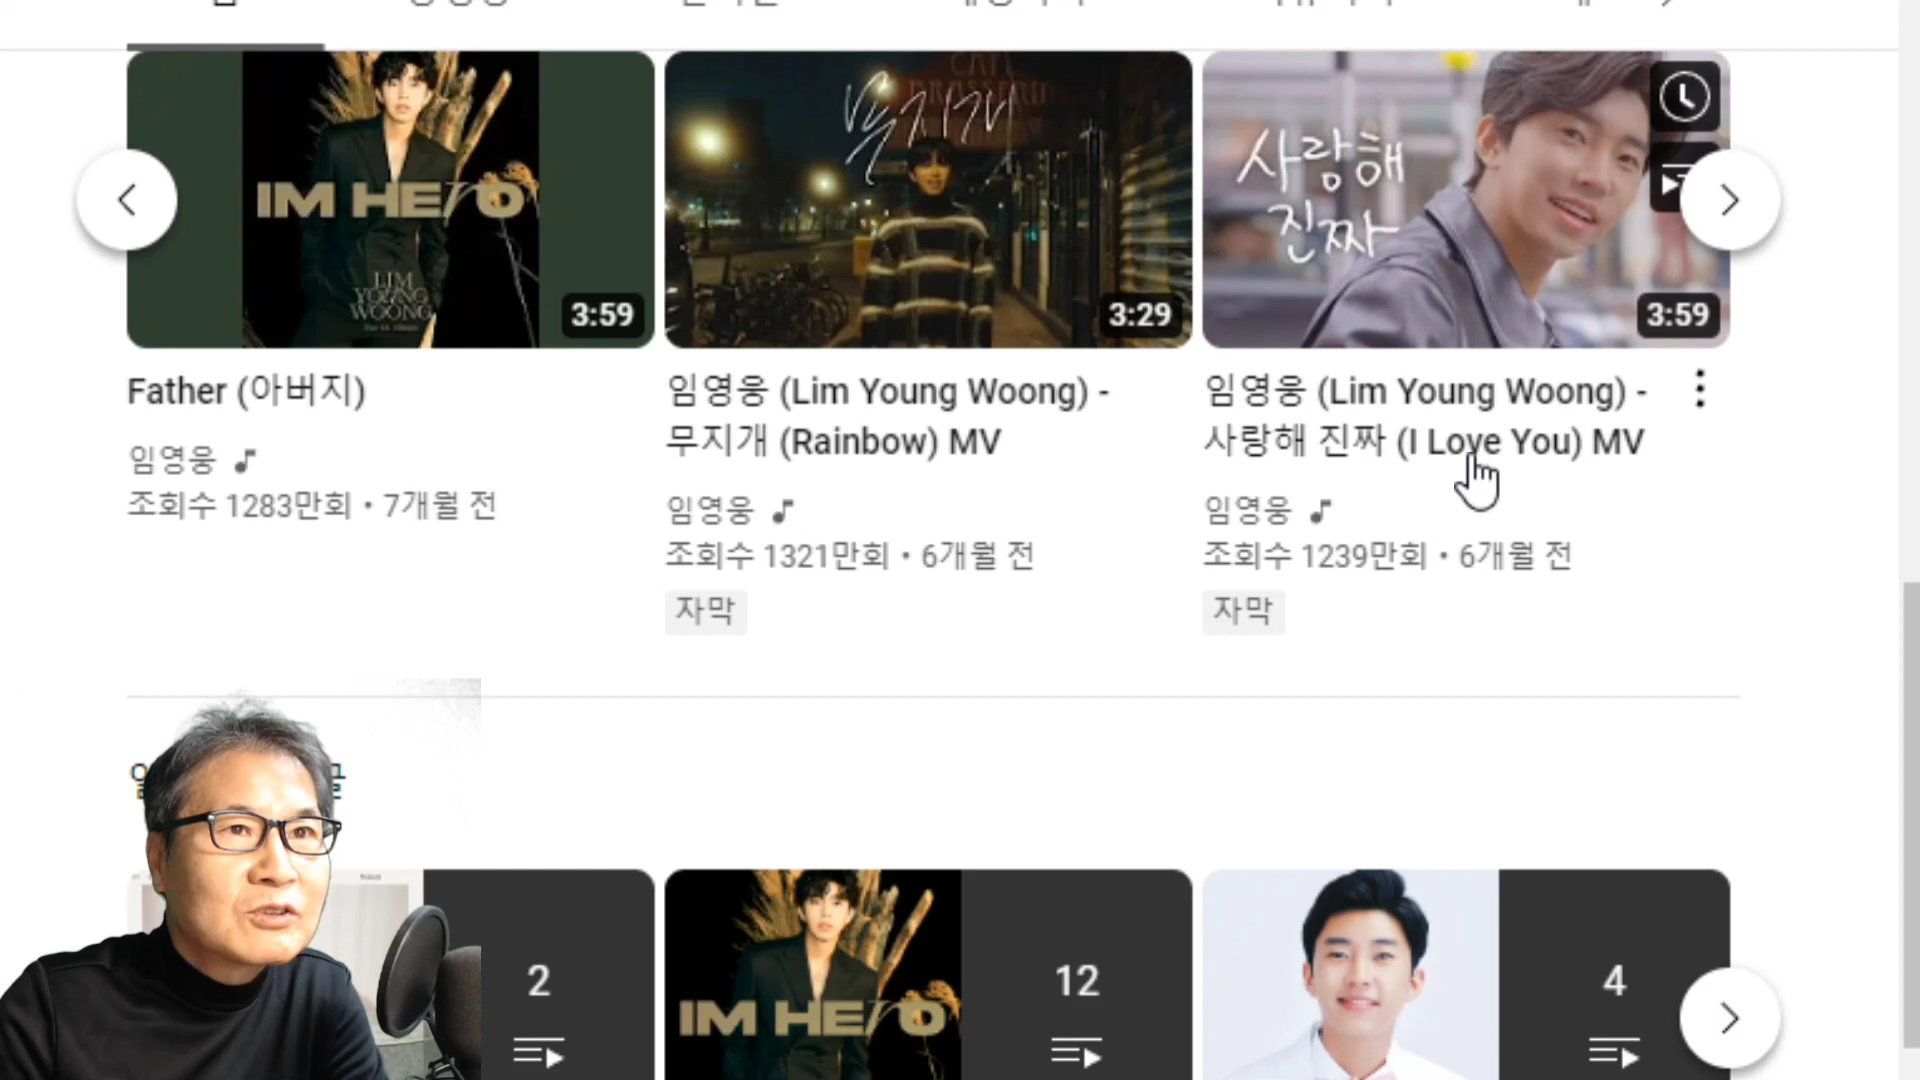 IM HERO
LIM
YOUNG
WOONG
3:59
무지개
3:29
사랑해
진짜
3:59
Father (아버지)
임영웅 (Lim Young Woong) -
무지개 (Rainbow) MV
임영웅 (Lim Young Woong) -
사랑해 진짜 (I Love You) MV
임영웅
조회수 1283만회 • 7개월 전
임영웅
조회수 1321만회 • 6개월 전
자막
임영웅
조회수 1239만회 • 6개월 전
자막
2
IM HERO
12
4